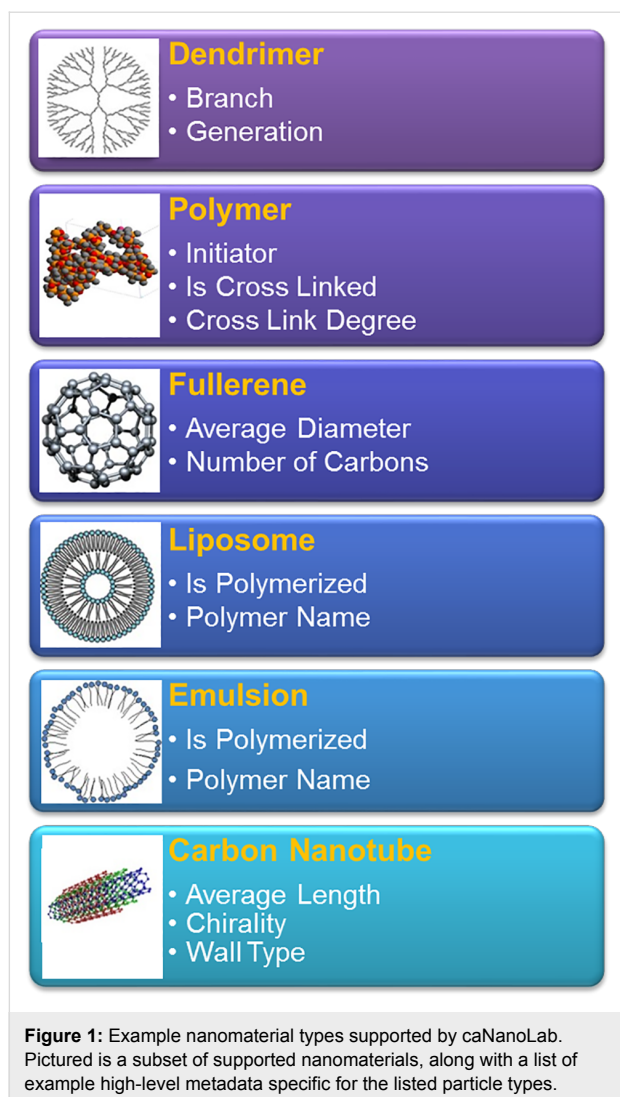 Dendrimer
• Branch
• Generation
Polymer
• Initiator
• Is Cross Linked
• Cross Link Degree
Fullerene
• Average Diameter
• Number of Carbons
Liposome
• Is Polymerized
• Polymer Name
Emulsion
• Is Polymerized
• Polymer Name
Carbon Nanotube
• Average Length
• Chirality
• Wall Type
Figure 1: Example nanomaterial types supported by caNanoLab.
Pictured is a subset of supported nanomaterials, along with a list of
example high-level metadata specific for the listed particle types.